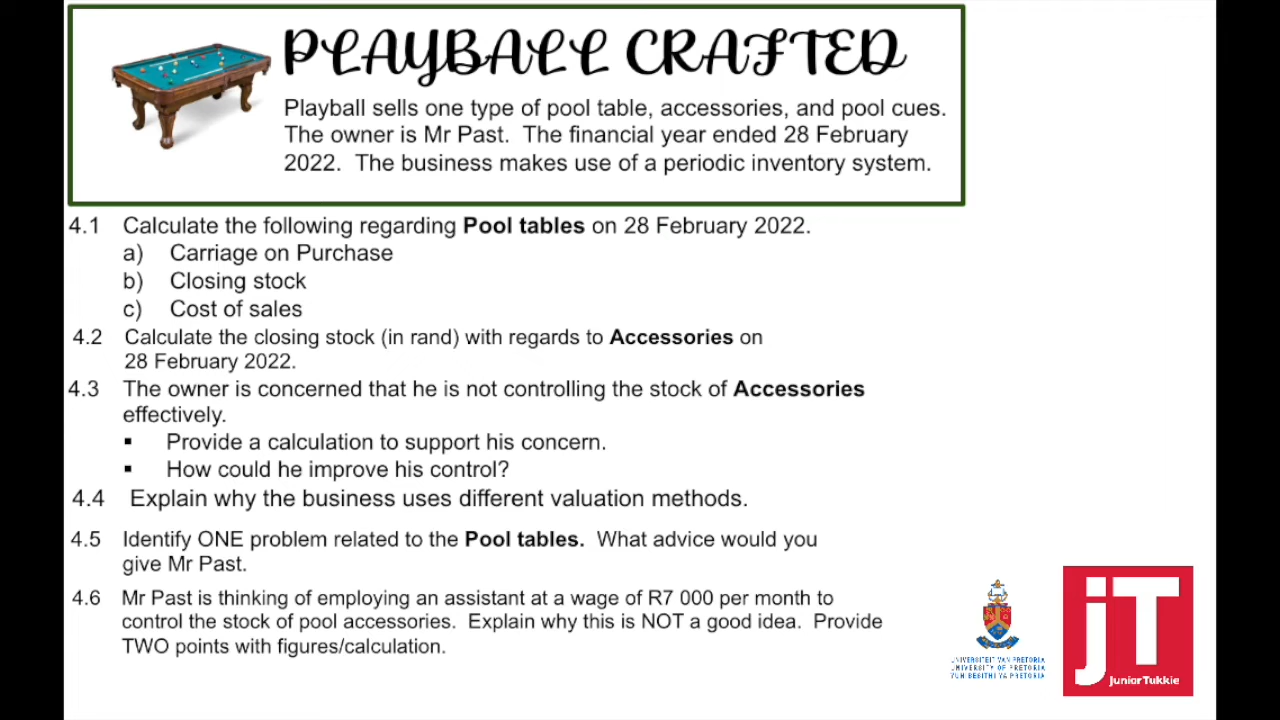 PLAYBALL CRAFTED
Playball sells one type of pool table, accessories, and pool cues.
The owner is Mr Past. The financial year ended 28 February
2022. The business makes use of a periodic inventory system.
4.1 Calculate the following regarding Pool tables on 28 February 2022.
a) Carriage on Purchase
b) Closing stock
c) Cost of sales
4.2 Calculate the closing stock (in rand) with regards to Accessories on
28 February 2022.
4.3 The owner is concerned that he is not controlling the stock of Accessories
effectively.
▪ Provide a calculation to support his concern.
▪ How could he improve his control?
4.4 Explain why the business uses different valuation methods.
4.5 Identify ONE problem related to the Pool tables. What advice would you
give Mr Past.
4.6 Mr Past is thinking of employing an assistant at a wage of R7 000 per month to
control the stock of pool accessories. Explain why this is NOT a good idea. Provide
TWO points with figures/calculation.
UNIVERSITEIT VAN PRETORIA
UNIVERSITY OF PRETORIA
YUNIBESITHI YA PRETORIA
jT
JuniorTukkie